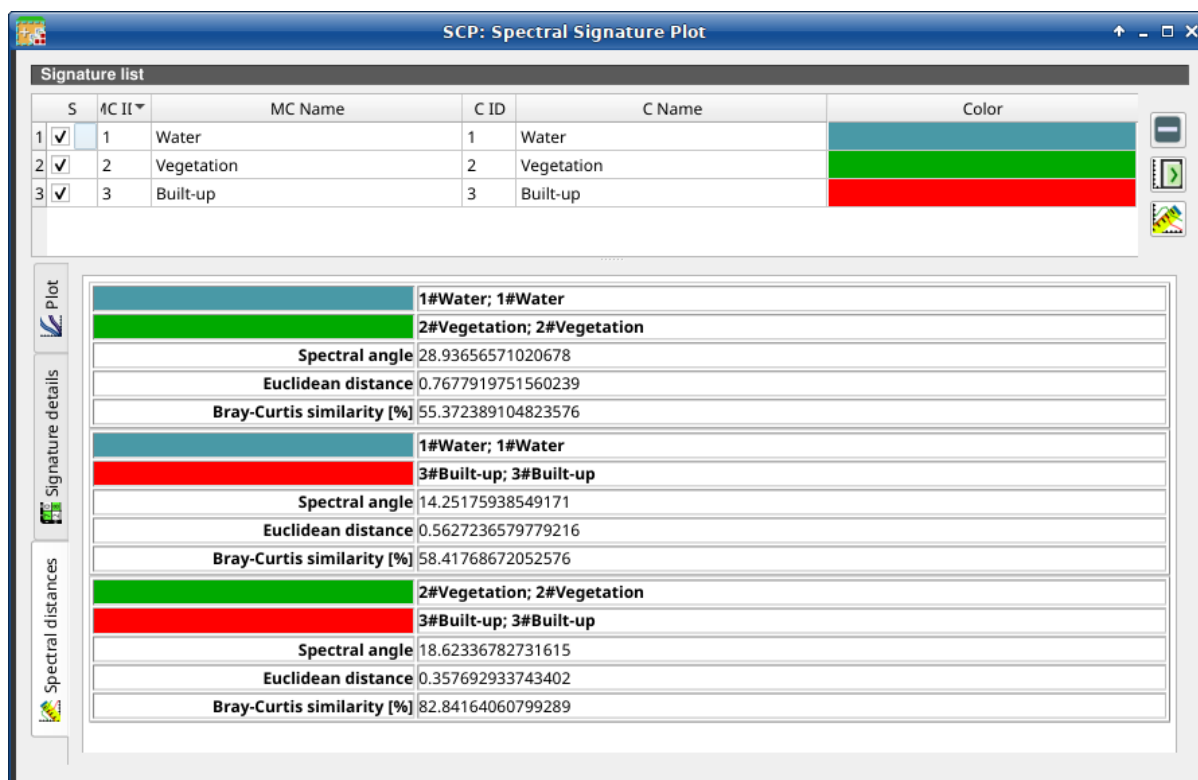 SCP: Spectral Signature Plot
Signature list
S MC ID MC Name C ID C Name Color
1 1 Water 1 Water
2 2 Vegetation 2 Vegetation
3 3 Built-up 3 Built-up
Plot
Signature details
Spectral distances
1#Water; 1#Water
2#Vegetation; 2#Vegetation
Spectral angle 28.93656571020678
Euclidean distance 0.7677919751560239
Bray-Curtis similarity [%] 55.372389104823576
1#Water; 1#Water
3#Built-up; 3#Built-up
Spectral angle 14.25175938549171
Euclidean distance 0.5627236579779216
Bray-Curtis similarity [%] 58.41768672052576
2#Vegetation; 2#Vegetation
3#Built-up; 3#Built-up
Spectral angle 18.62336782731615
Euclidean distance 0.357692933743402
Bray-Curtis similarity [%] 82.84164060799289